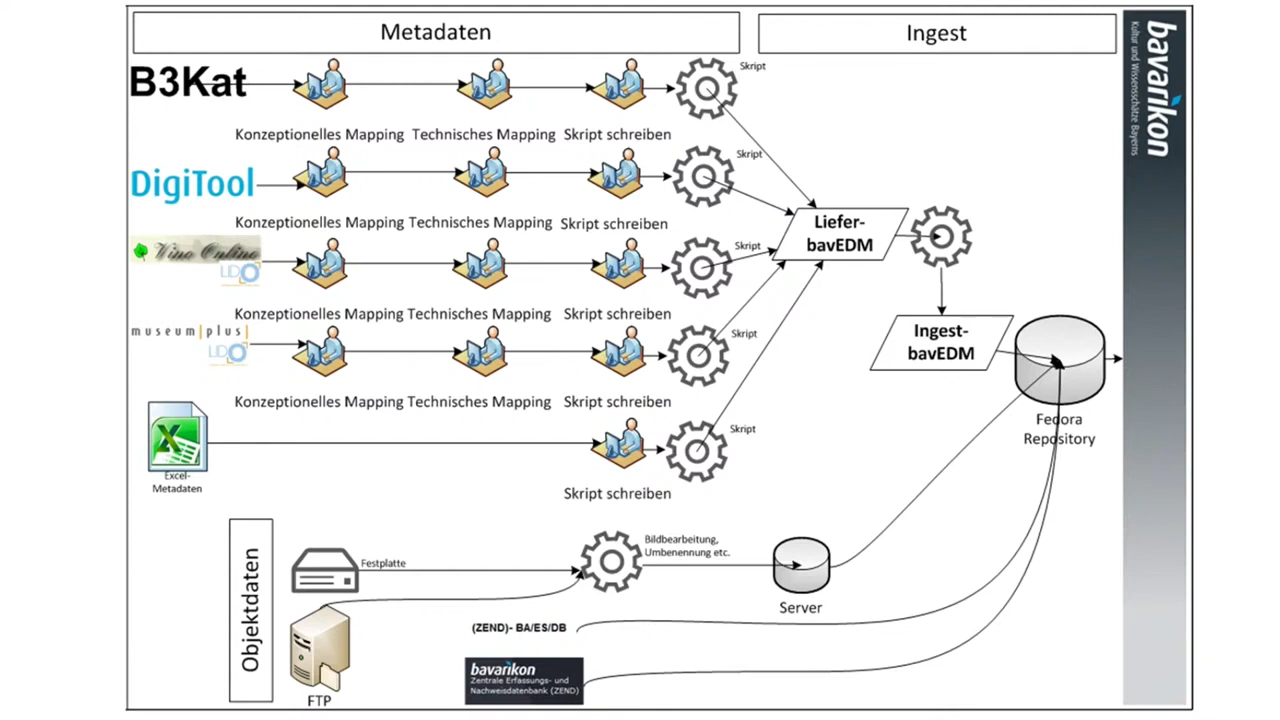 Metadaten
Ingest
bavarikon
Kultur und Wissensschätze Bayerns
B3Kat
Skript
Konzeptionelles Mapping Technisches Mapping Skript schreiben
DigiTool
Skript
Konzeptionelles Mapping Technisches Mapping Skript schreiben
Vino Online
LIDO
Skript
Konzeptionelles Mapping Technisches Mapping Skript schreiben
museum|plus|
LIDO
Skript
Konzeptionelles Mapping Technisches Mapping Skript schreiben
Excel-
Metadaten
Skript
Skript schreiben
Liefer-
bavEDM
Ingest-
bavEDM
Fedora
Repository
Objektdaten
Festplatte
FTP
Bildbearbeitung,
Umbenennung etc.
Server
(ZEND)- BA/ES/DB
bavarikon
Zentrale Erfassungs- und
Nachweisdatenbank (ZEND)